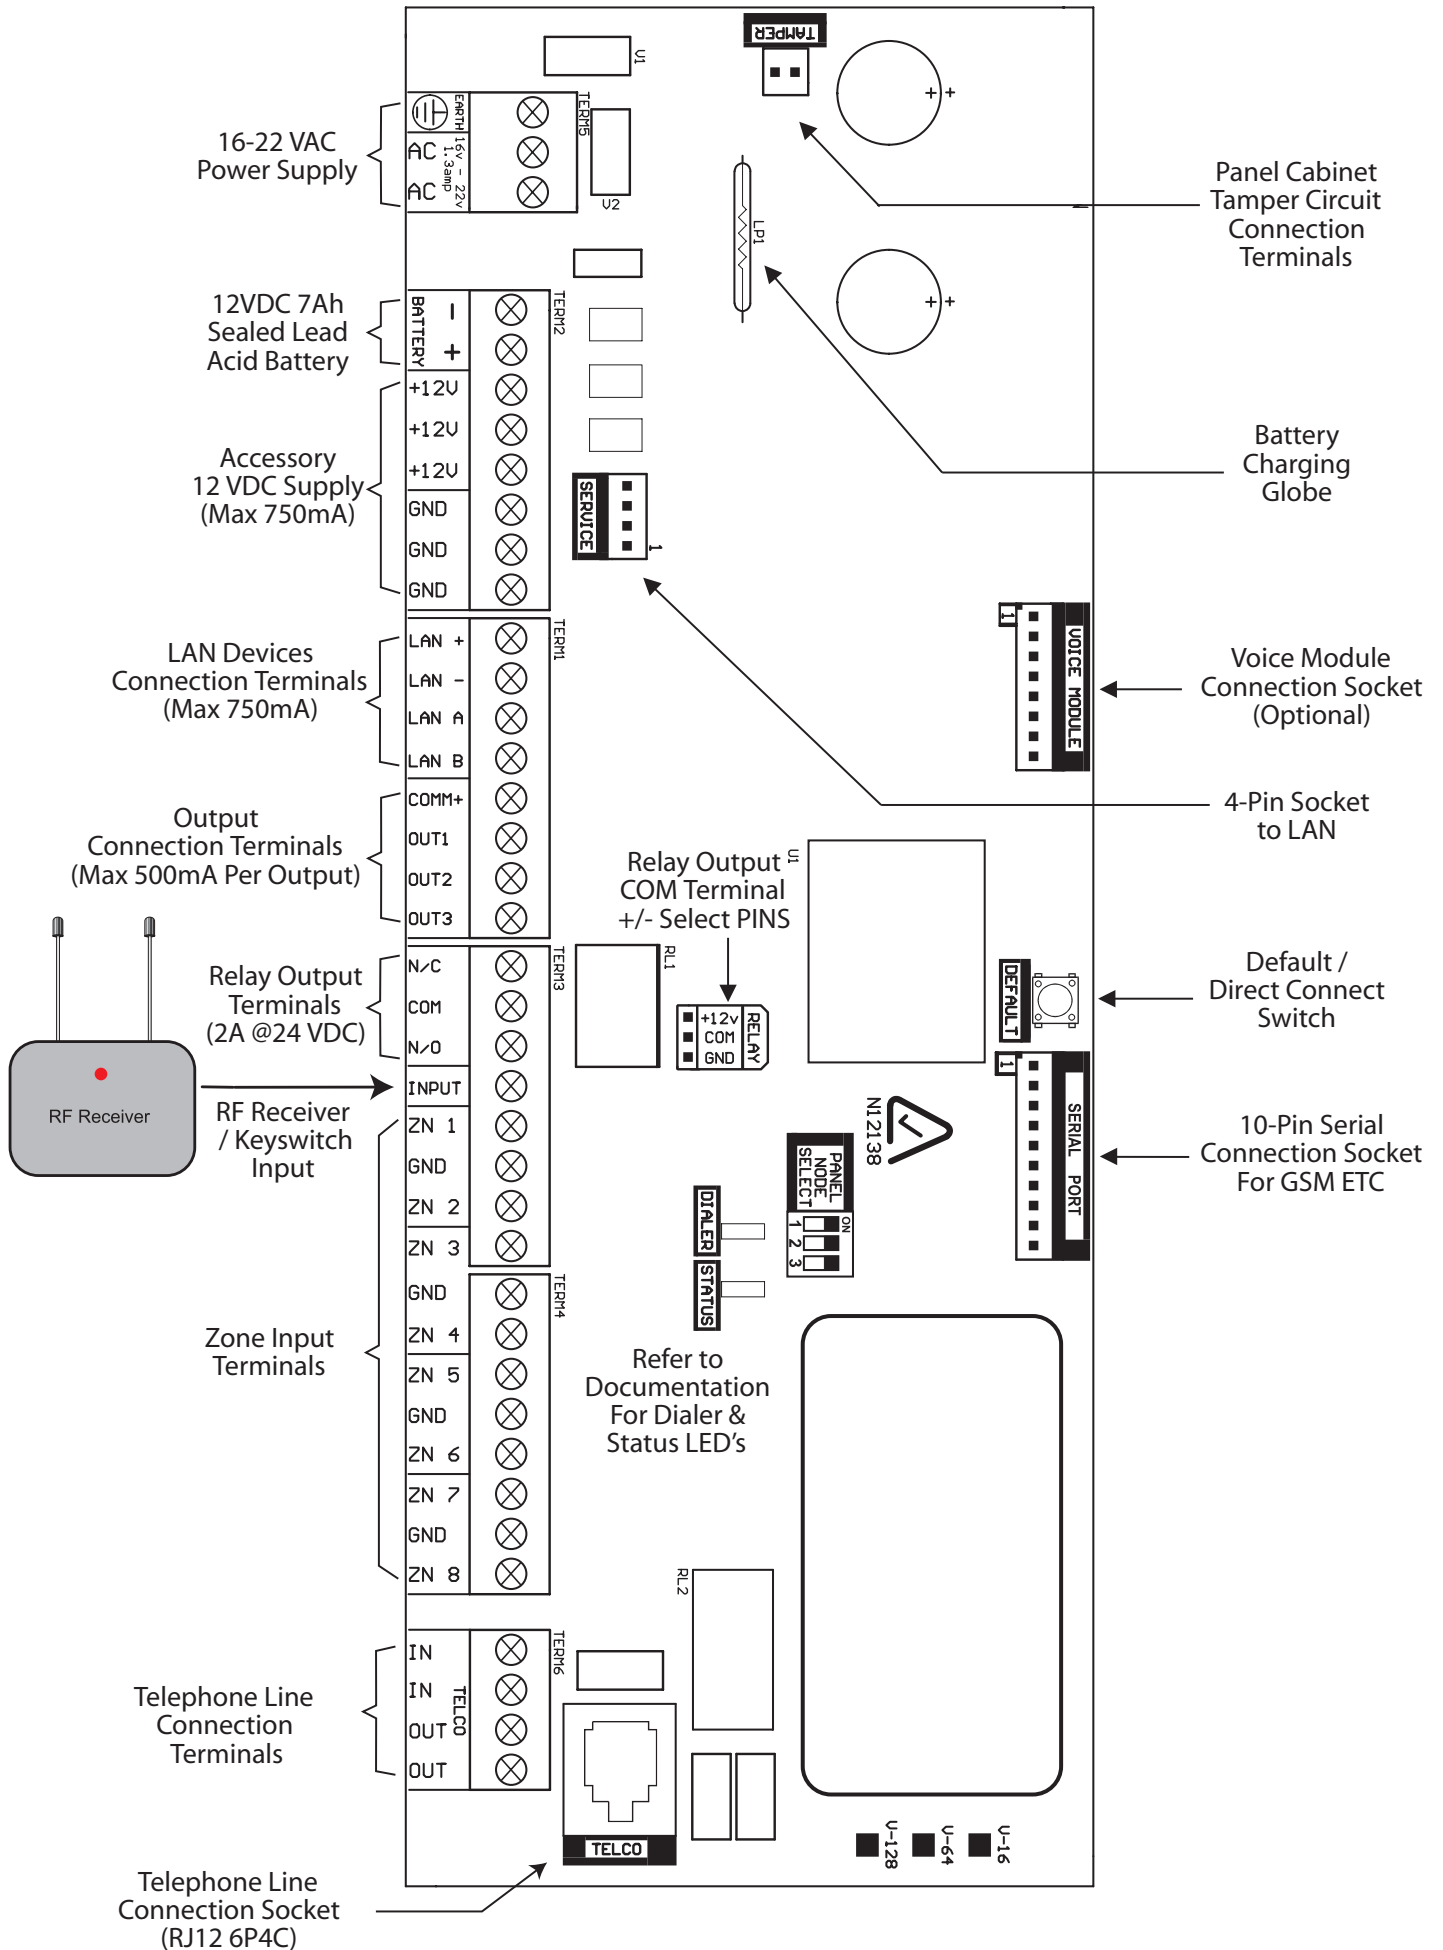 TAMPER
V1
EARTH
AC
AC
16v - 22v
1.3amp
TERM5
V2
16-22 VAC
Power Supply
LP1
Panel Cabinet
Tamper Circuit
Connection
Terminals
12VDC 7Ah
Sealed Lead
Acid Battery
BATTERY
-
+
TERM2
+12V
+12V
+12V
GND
GND
GND
Accessory
12 VDC Supply
(Max 750mA)
SERVICE
1
Battery
Charging
Globe
LAN Devices
Connection Terminals
(Max 750mA)
LAN +
LAN -
LAN A
LAN B
TERM1
1
VOICE MODULE
Voice Module
Connection Socket
(Optional)
Output
Connection Terminals
(Max 500mA Per Output)
COMM+
OUT1
OUT2
OUT3
4-Pin Socket
to LAN
Relay Output
COM Terminal
+/- Select PINS
U1
Relay Output
Terminals
(2A @24 VDC)
N/C
COM
N/O
TERM3
RL1
+12v
COM
GND
RELAY
DEFAULT
Default /
Direct Connect
Switch
RF Receiver
RF Receiver
/ Keyswitch
Input
INPUT
ZN 1
GND
ZN 2
ZN 3
N12138
1
SERIAL PORT
10-Pin Serial
Connection Socket
For GSM ETC
PANEL
NODE
SELECT
ON
1
2
3
DIALER
STATUS
Refer to
Documentation
For Dialer &
Status LED's
Zone Input
Terminals
TERM4
GND
ZN 4
ZN 5
GND
ZN 6
ZN 7
GND
ZN 8
RL2
Telephone Line
Connection
Terminals
IN
IN
OUT
OUT
TELCO
TERM6
TELCO
V-128
V-64
V-16
Telephone Line
Connection Socket
(RJ12 6P4C)